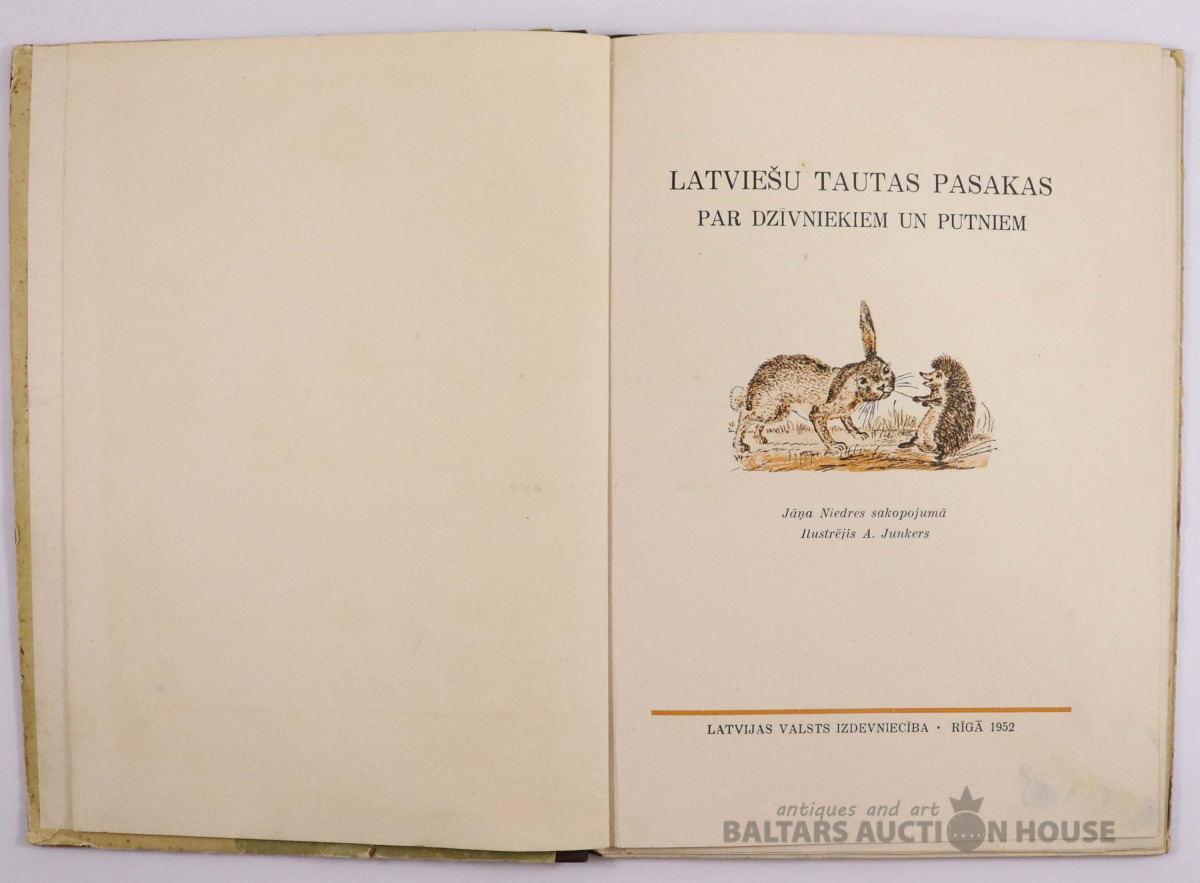 LATVIEŠU TAUTAS PASAKAS
PAR DZĪVNIEKIEM UN PUTNIEM
Jāņa Niedres sakopojumā
Ilustrējis A. Junkers
LATVIJAS VALSTS IZDEVNIECĪBA · RĪGĀ 1952
antiques and art
BALTARS AUCTION HOUSE